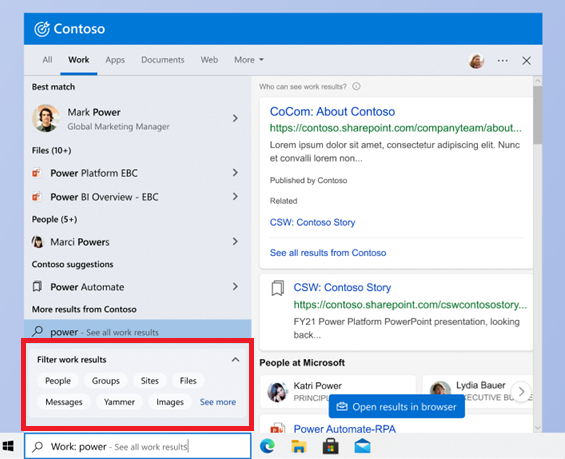 Contoso
All Work Apps Documents Web More
Best match
Mark Power
Global Marketing Manager
Files (10+)
Power Platform EBC
Power BI Overview - EBC
People (5+)
Marci Powers
Contoso suggestions
Power Automate
More results from Contoso
power - See all work results
Filter work results
People Groups Sites Files
Messages Yammer Images See more
Work: power - See all work results
Who can see work results?
CoCom: About Contoso
https://contoso.sharepoint.com/companyteam/about...
Lorem ipsum dolor sit amet, consectetur adipiscing elit. Nunc
et convalli lorem non...
Published by Contoso
Related
CSW: Contoso Story
See all results from Contoso
CSW: Contoso Story
https://contoso.sharepoint.com/cswcontosostory...
FY21 Power Platform PowerPoint presentation, looking
back...
People at Microsoft
Katri Power
Lydia Bauer
Open results in browser
Power Automate-RPA